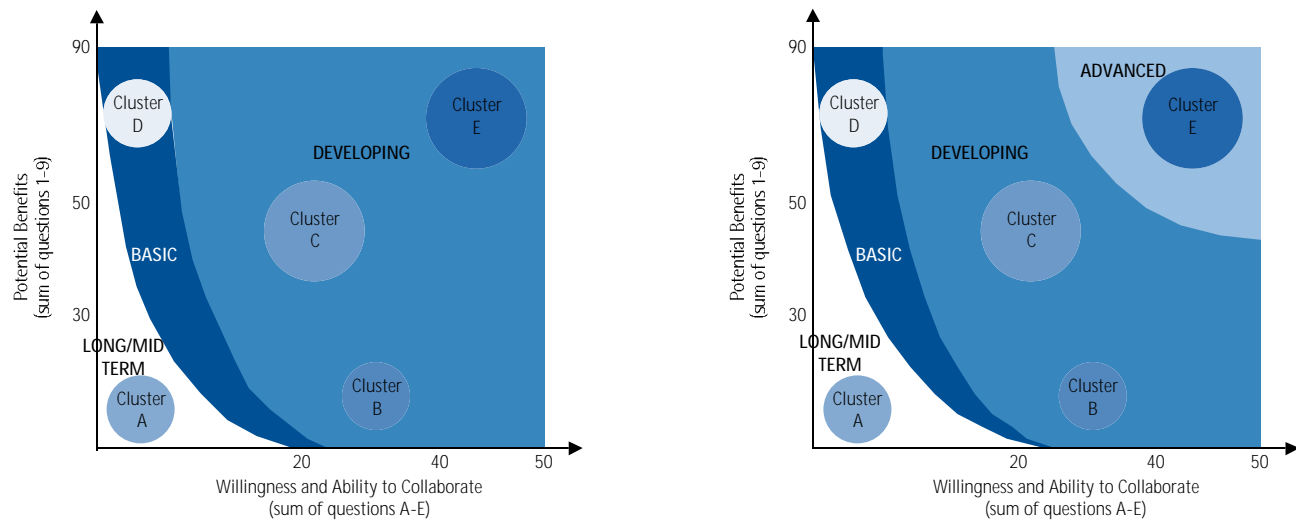 90
Cluster
D
Cluster
E
DEVELOPING
50
Cluster
C
BASIC
30
LONG/MID
TERM
Cluster
A
Cluster
B
20
40
50
Potential Benefits
(sum of questions 1–9)
Willingness and Ability to Collaborate
(sum of questions A-E)
90
ADVANCED
Cluster
D
Cluster
E
DEVELOPING
50
Cluster
C
BASIC
30
LONG/MID
TERM
Cluster
A
Cluster
B
20
40
50
Potential Benefits
(sum of questions 1–9)
Willingness and Ability to Collaborate
(sum of questions A-E)